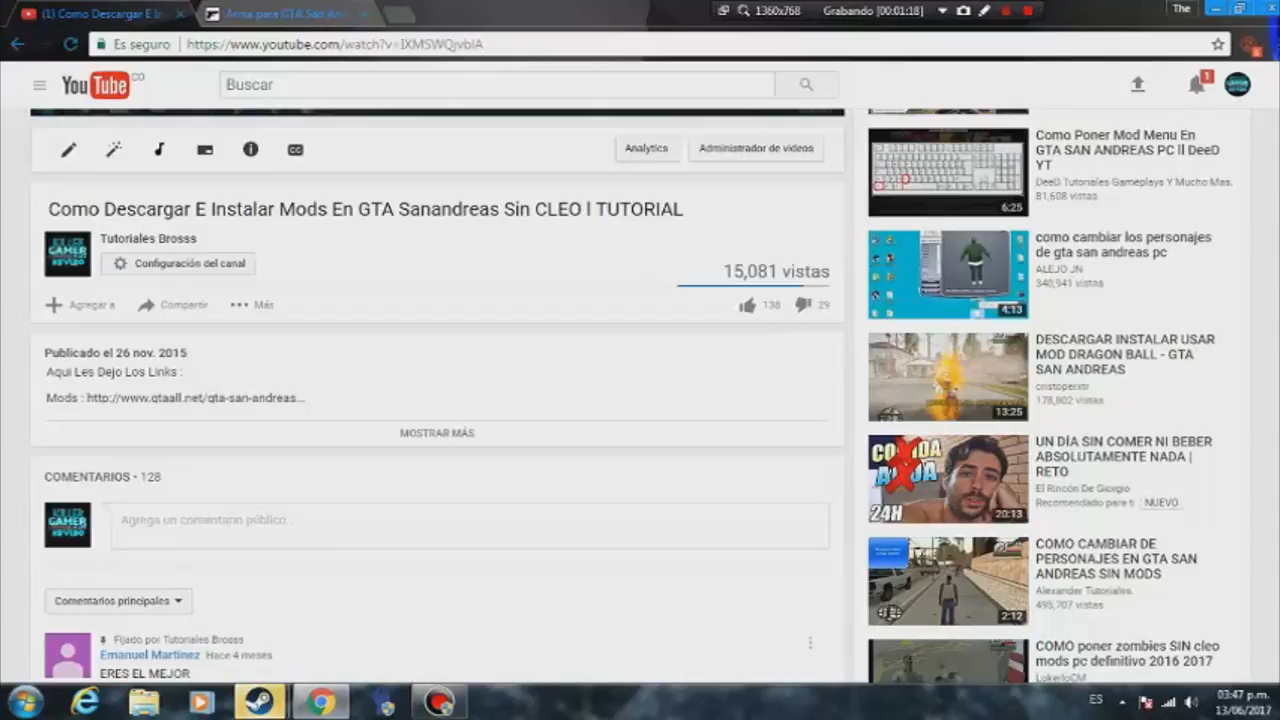 (1) Como Descargar E In
Arma para GTA San An
1360x768
Grabando [00:01:18]
The
Es seguro
https://www.youtube.com/watch?v=IXMSWQjvbIA
YouTube CO
Buscar
1
Analytics
Administrador de videos
Como Descargar E Instalar Mods En GTA Sanandreas Sin CLEO l TUTORIAL
Tutoriales Brosss
Configuración del canal
15,081 vistas
Agregar a
Compartir
Más
138
29
Publicado el 26 nov. 2015
Aqui Les Dejo Los Links :
Mods : http://www.gtaall.net/gta-san-andreas...
MOSTRAR MÁS
COMENTARIOS • 128
Agrega un comentario público...
Comentarios principales
Fijado por Tutoriales Brosss
Emanuel Martinez Hace 4 meses
ERES EL MEJOR
Como Poner Mod Menu En
GTA SAN ANDREAS PC ll DeeD
YT
DeeD Tutoriales Gameplays Y Mucho Mas.
81,608 vistas
6:25
como cambiar los personajes
de gta san andreas pc
ALEJO JN
340,941 vistas
4:13
DESCARGAR INSTALAR USAR
MOD DRAGON BALL - GTA
SAN ANDREAS
cristoperxtr
178,802 vistas
13:25
UN DÍA SIN COMER NI BEBER
ABSOLUTAMENTE NADA |
RETO
El Rincón De Giorgio
Recomendado para ti
NUEVO
COMIDA
AGUA
24H
20:13
COMO CAMBIAR DE
PERSONAJES EN GTA SAN
ANDREAS SIN MODS
Alexander Tutoriales.
495,707 vistas
2:12
COMO poner zombies SIN cleo
mods pc definitivo 2016 2017
LokerloCM
ES
03:47 p.m.
13/06/2017